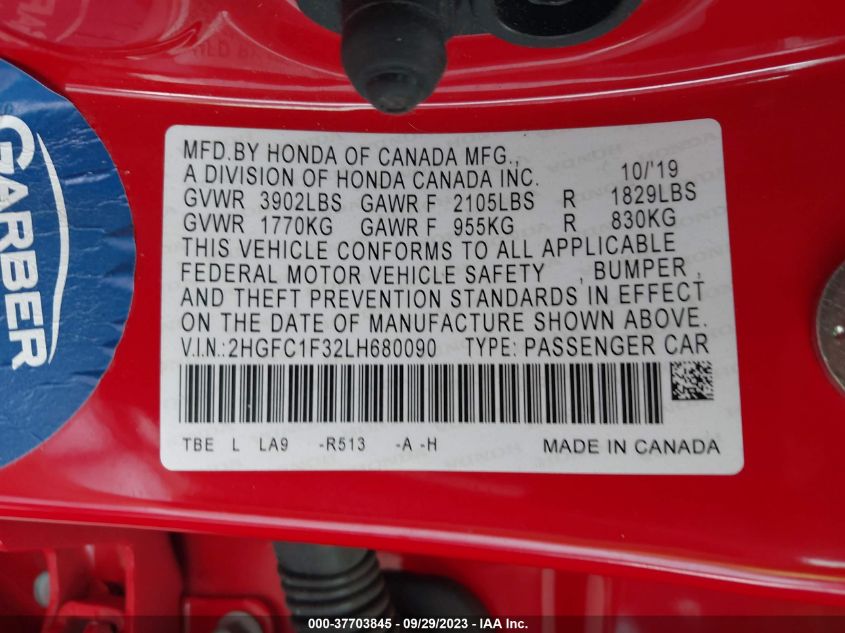 GARBER
MFD.BY HONDA OF CANADA MFG.,
A DIVISION OF HONDA CANADA INC. 10/'19
GVWR 3902LBS GAWR F 2105LBS R 1829LBS
GVWR 1770KG GAWR F 955KG R 830KG
THIS VEHICLE CONFORMS TO ALL APPLICABLE
FEDERAL MOTOR VEHICLE SAFETY , BUMPER ,
AND THEFT PREVENTION STANDARDS IN EFFECT
ON THE DATE OF MANUFACTURE SHOWN ABOVE.
V.I.N.:2HGFC1F32LH680090 TYPE: PASSENGER CAR
TBE L LA9 -R513 -A -H MADE IN CANADA
000-37703845 - 09/29/2023 - IAA Inc.